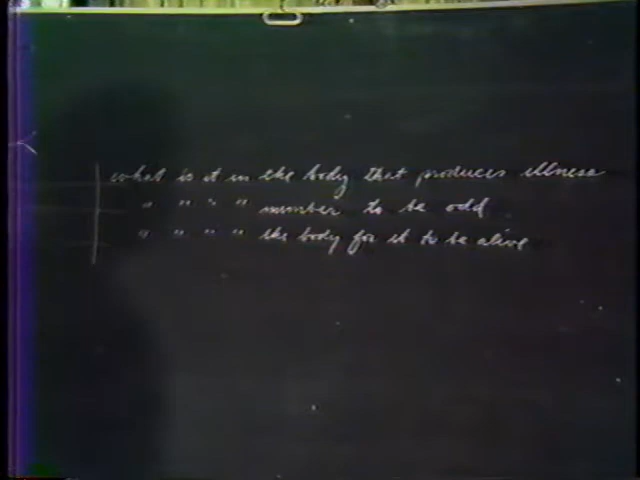 what is it in the body that produces illness
" " " " number to be odd
" " " " the body for it to be alive